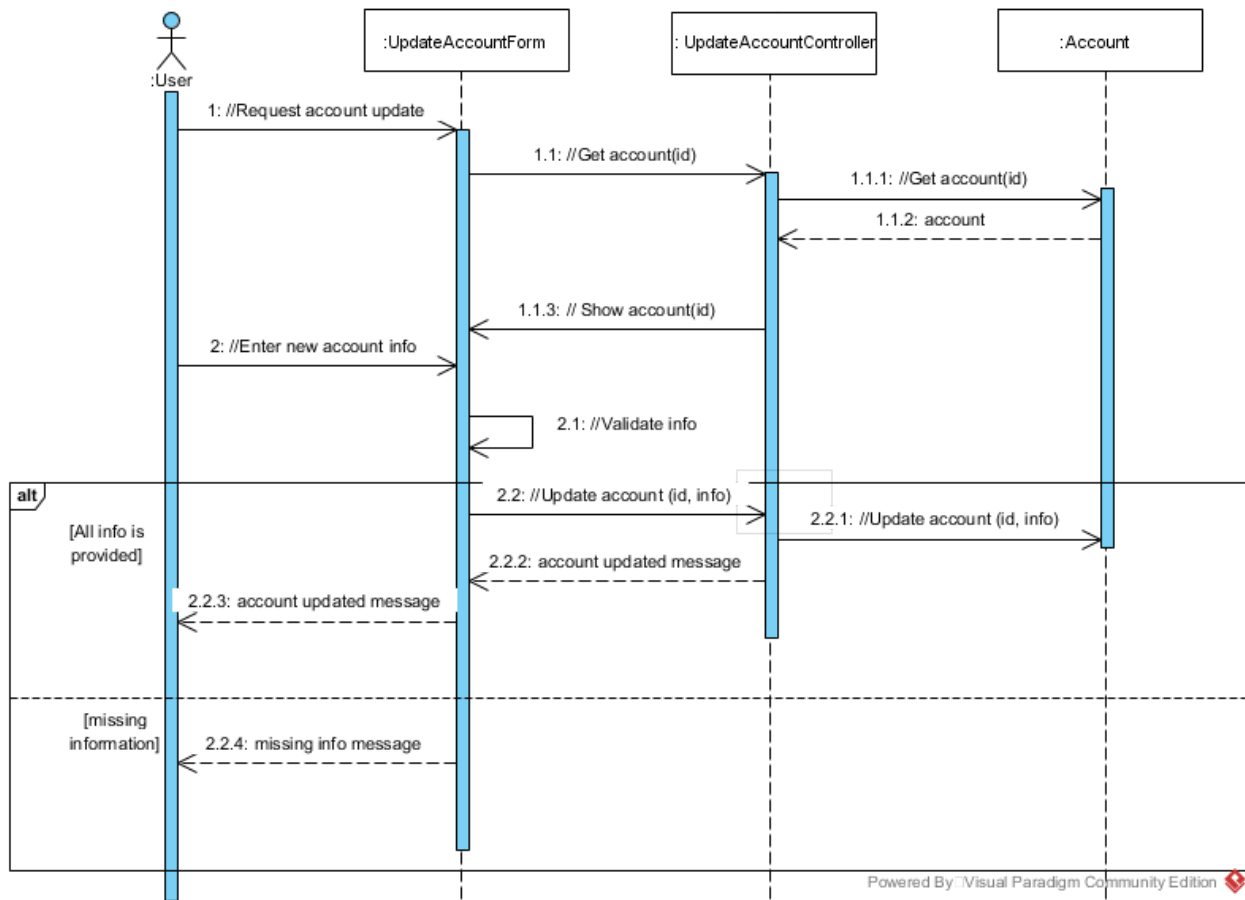 :User
:UpdateAccountForm
: UpdateAccountController
:Account
1: //Request account update
1.1: //Get account(id)
1.1.1: //Get account(id)
1.1.2: account
1.1.3: // Show account(id)
2: //Enter new account info
2.1: //Validate info
alt
[All info is
provided]
2.2: //Update account (id, info)
2.2.1: //Update account (id, info)
2.2.2: account updated message
2.2.3: account updated message
[missing
information]
2.2.4: missing info message
Powered By Visual Paradigm Community Edition